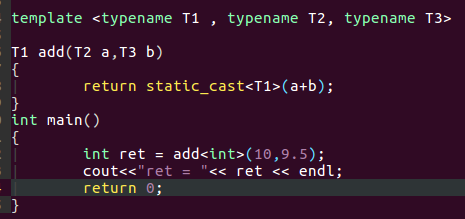 template <typename T1 , typename T2, typename T3>
T1 add(T2 a,T3 b)
{
        return static_cast<T1>(a+b);
}
int main()
{
        int ret = add<int>(10,9.5);
        cout<<"ret = "<< ret << endl;
        return 0;
}